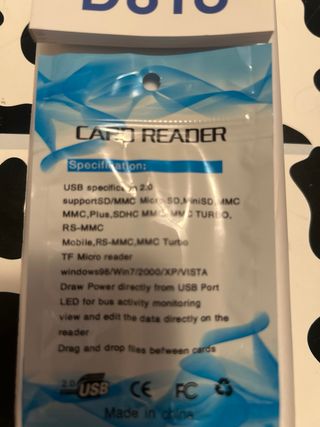 CARD READER
Specification:
USB specification 2.0
supportSD/MMC Micro SD,MiniSD,MMC
MMC,Plus,SDHC MMC, MMC TURBO,
RS-MMC
Mobile,RS-MMC,MMC Turbo
TF Micro reader
windows98/Win7/2000/XP/VISTA
Draw Power directly from USB Port
LED for bus activity monitoring
view and edit the data directly on the
reader
Drag and drop files between cards
2.0 USB CE FC
Made in china